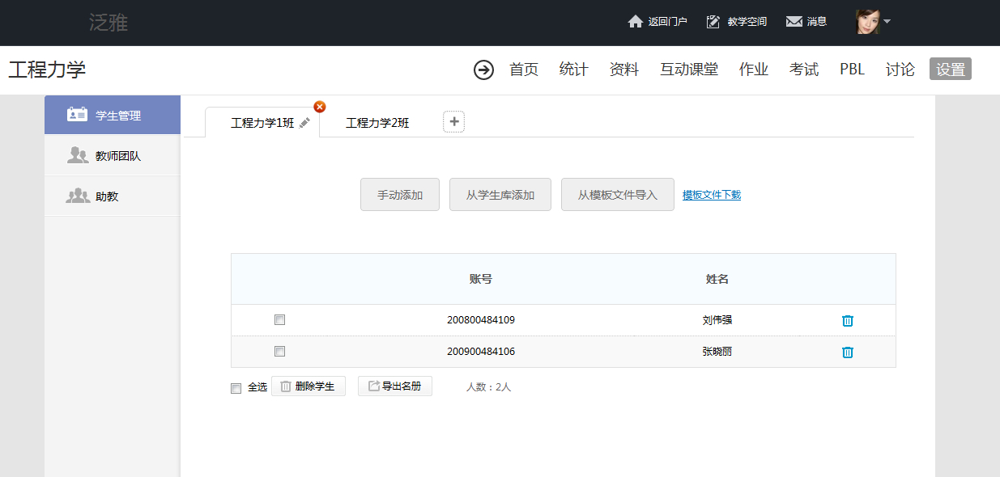 泛雅 返回门户 教学空间 消息
工程力学 首页 统计 资料 互动课堂 作业 考试 PBL 讨论 设置
学生管理
教师团队
助教
工程力学1班 工程力学2班
手动添加 从学生库添加 从模板文件导入 模板文件下载
账号 姓名
200800484109 刘伟强
200900484106 张晓丽
全选 删除学生 导出名册 人数：2人